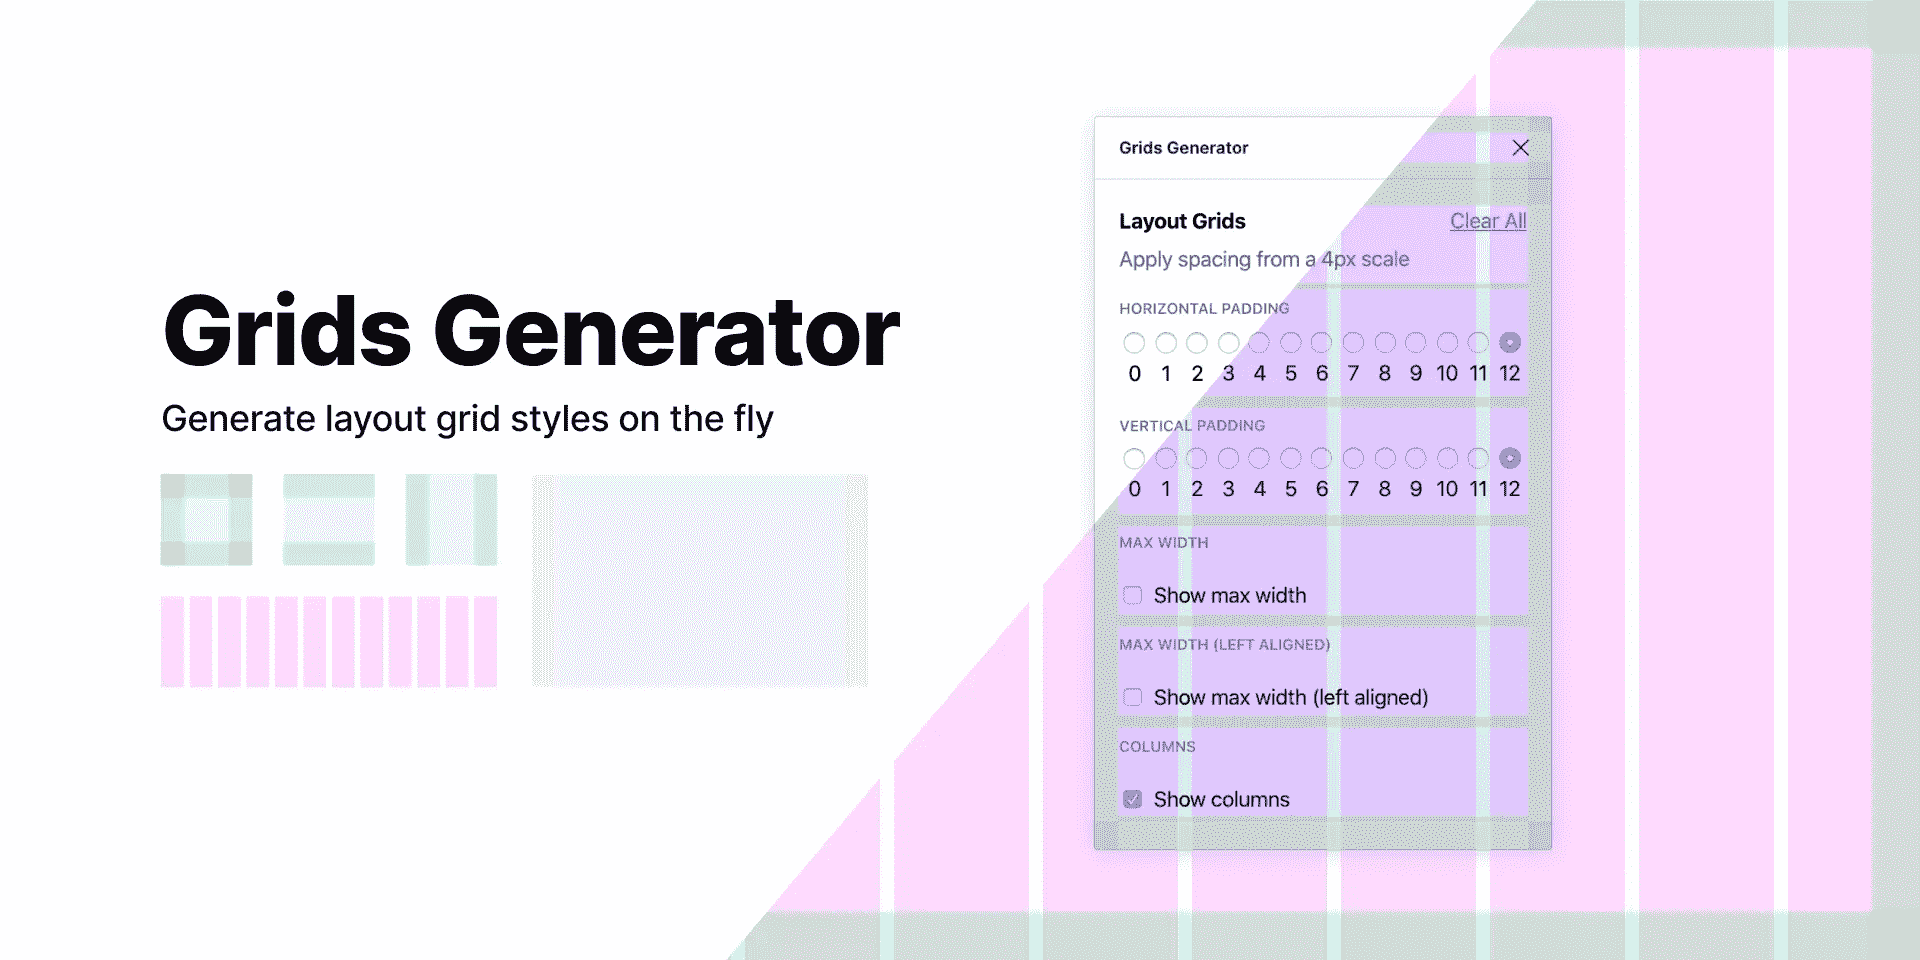 Grids Generator
Generate layout grid styles on the fly
Grids Generator
Layout Grids
Clear All
Apply spacing from a 4px scale
HORIZONTAL PADDING
0 1 2 3 4 5 6 7 8 9 10 11 12
VERTICAL PADDING
0 1 2 3 4 5 6 7 8 9 10 11 12
MAX WIDTH
Show max width
MAX WIDTH (LEFT ALIGNED)
Show max width (left aligned)
COLUMNS
Show columns